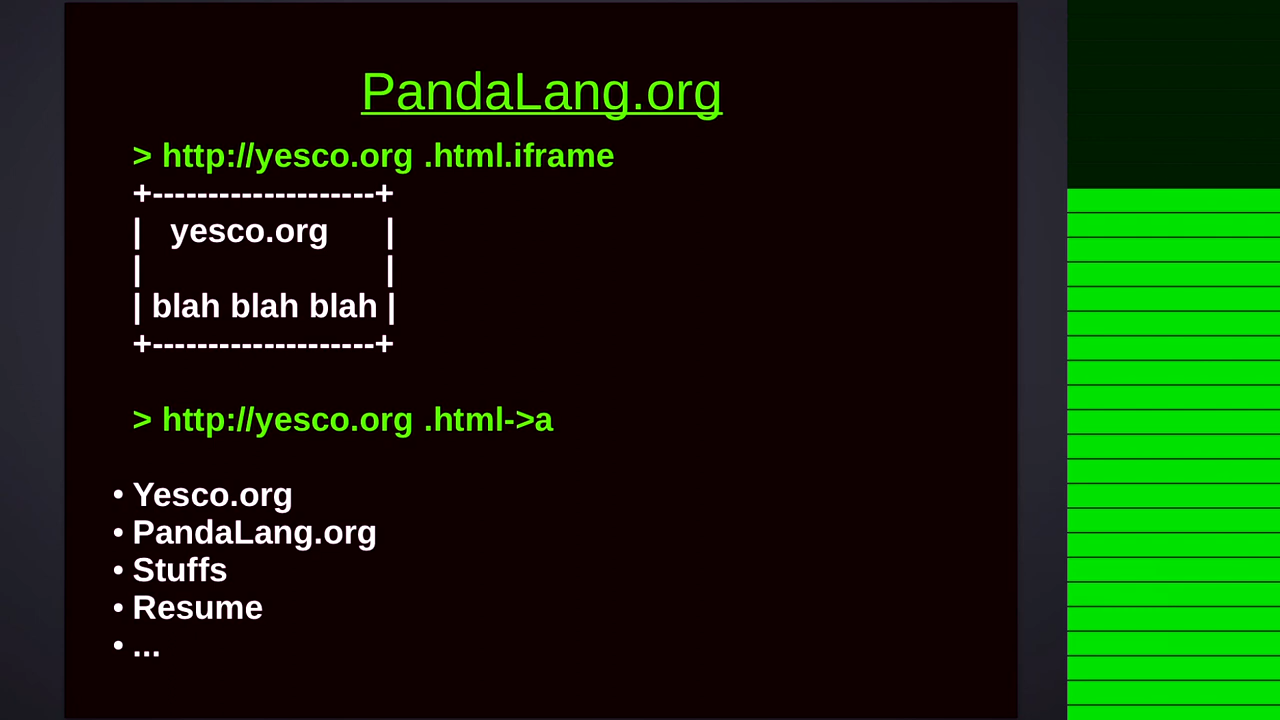 PandaLang.org
> http://yesco.org .html.iframe
+--------------------+
|   yesco.org      |
|                          |
| blah blah blah |
+--------------------+
> http://yesco.org .html->a
• Yesco.org
• PandaLang.org
• Stuffs
• Resume
• ...